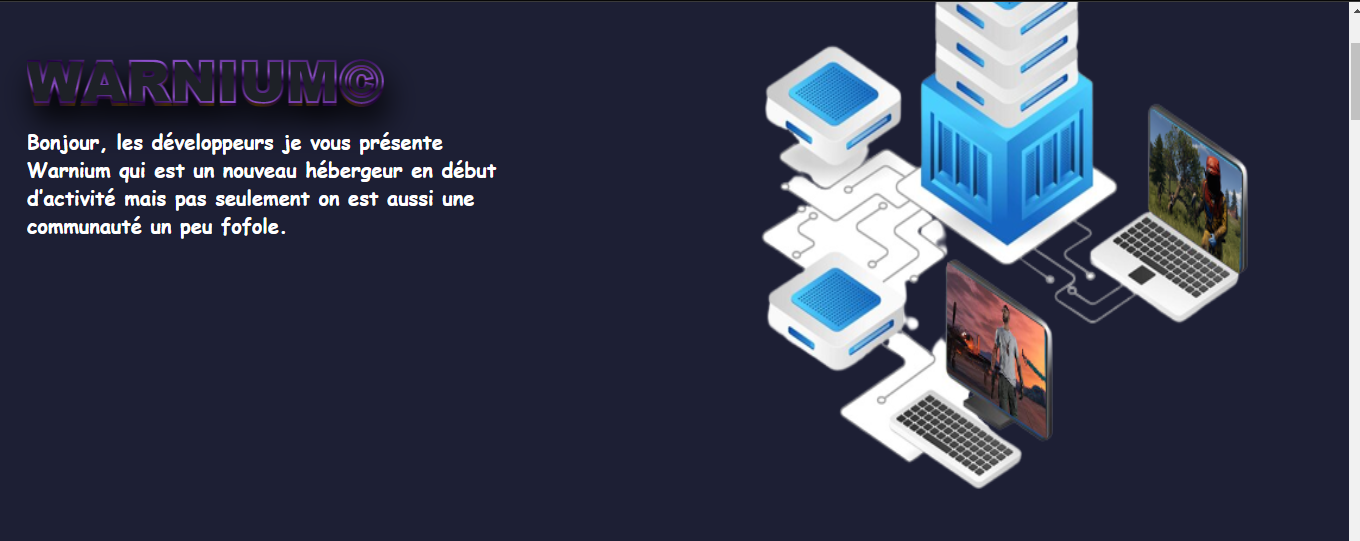 WARNIUM©
Bonjour, les développeurs je vous présente
Warnium qui est un nouveau hébergeur en début
d'activité mais pas seulement on est aussi une
communauté un peu fofole.